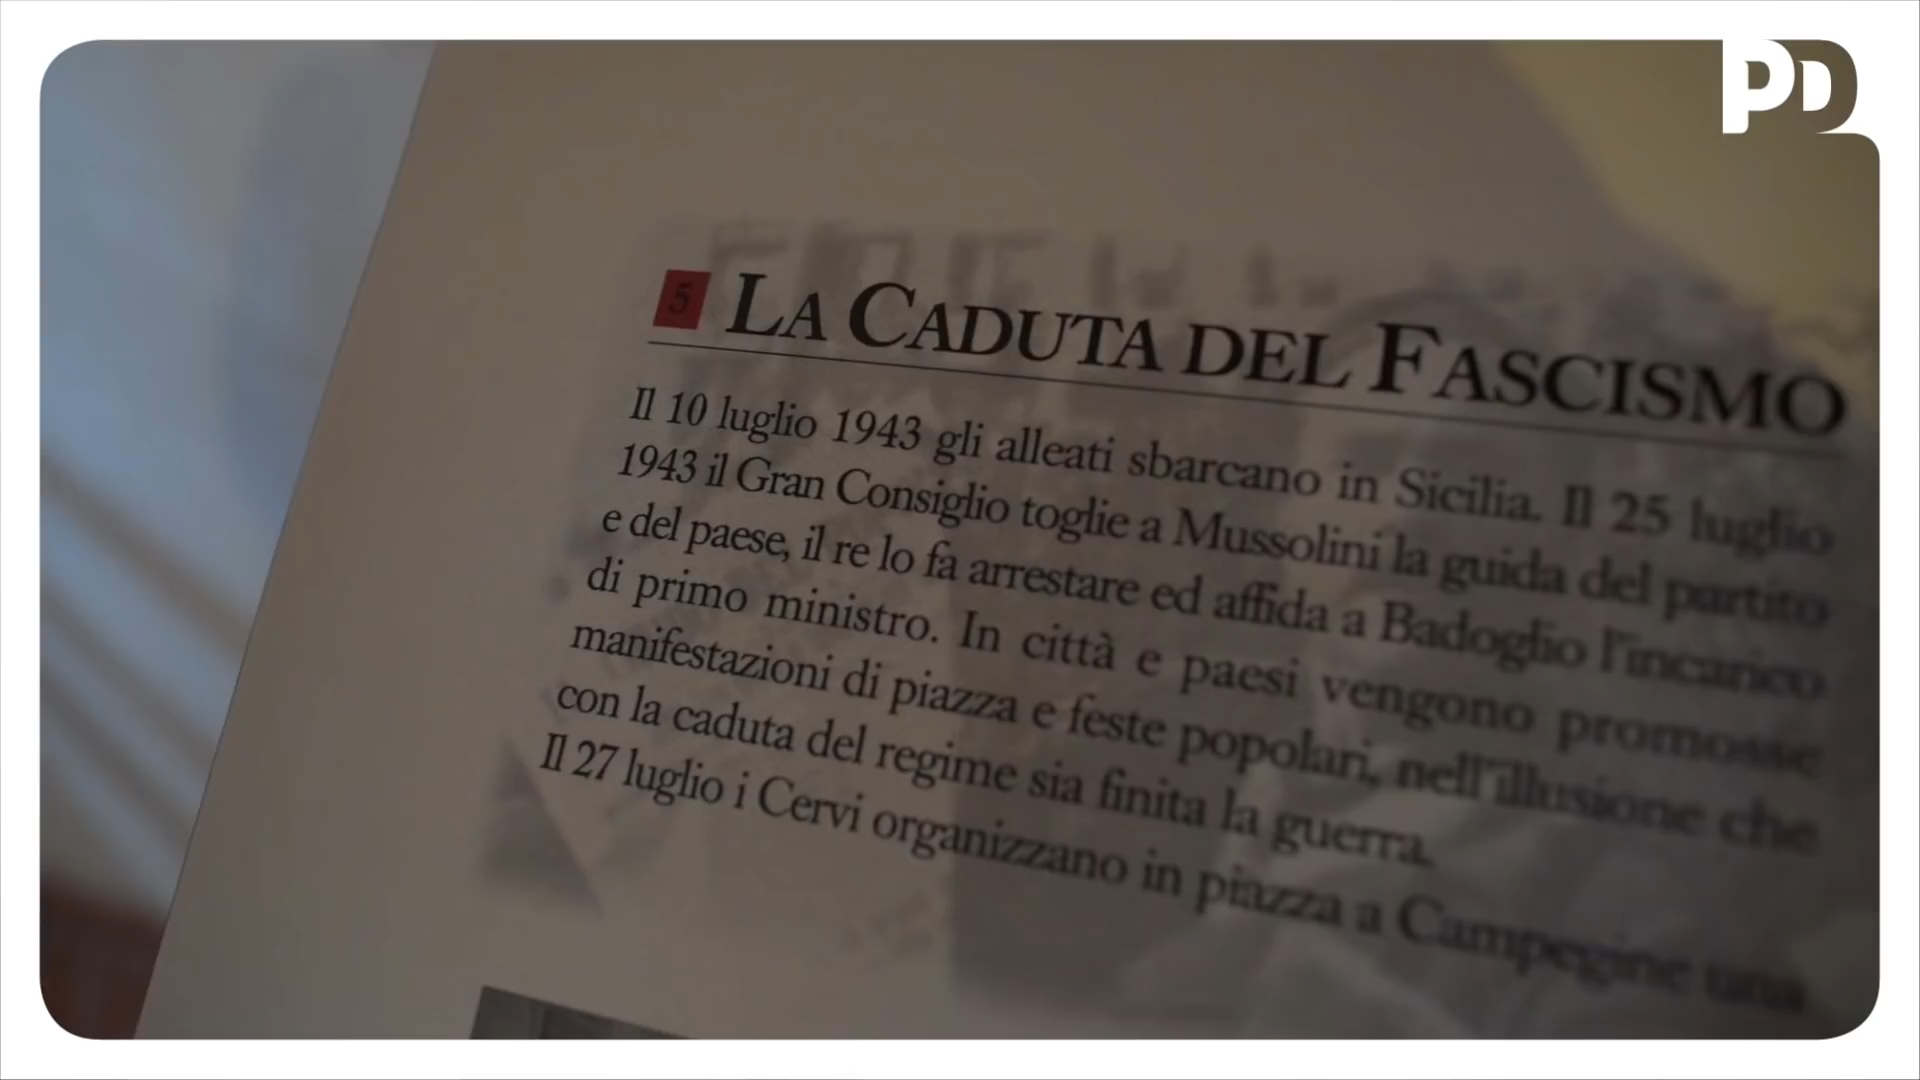 PD
5 LA CADUTA DEL FASCISMO
Il 10 luglio 1943 gli alleati sbarcano in Sicilia. Il 25 luglio
1943 il Gran Consiglio toglie a Mussolini la guida del partito
e del paese, il re lo fa arrestare ed affida a Badoglio l'incarico
di primo ministro. In città e paesi vengono promosse
manifestazioni di piazza e feste popolari, nell'illusione che
con la caduta del regime sia finita la guerra.
Il 27 luglio i Cervi organizzano in piazza a Campegine una